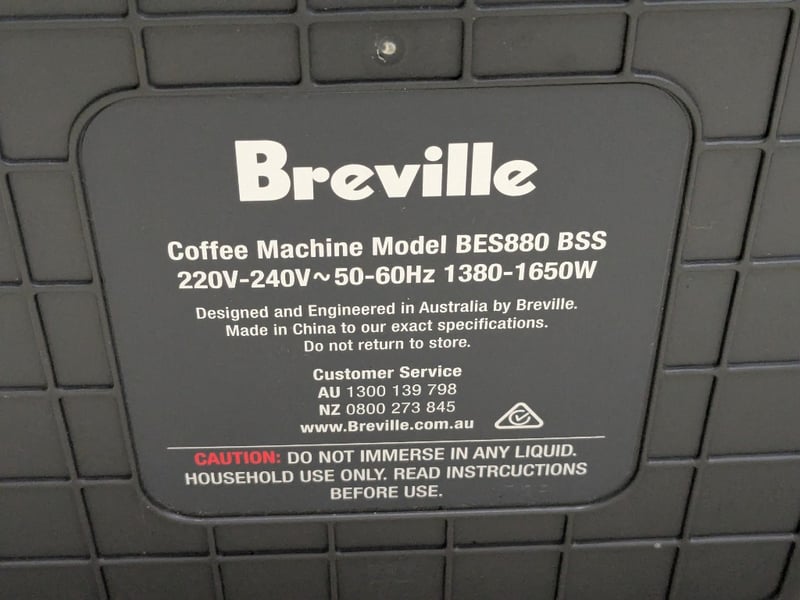 Breville
Coffee Machine Model BES880 BSS
220V-240V~50-60Hz 1380-1650W
Designed and Engineered in Australia by Breville.
Made in China to our exact specifications.
Do not return to store.
Customer Service
AU 1300 139 798
NZ 0800 273 845
www.Breville.com.au
CAUTION: DO NOT IMMERSE IN ANY LIQUID.
HOUSEHOLD USE ONLY. READ INSTRCUCTIONS
BEFORE USE.